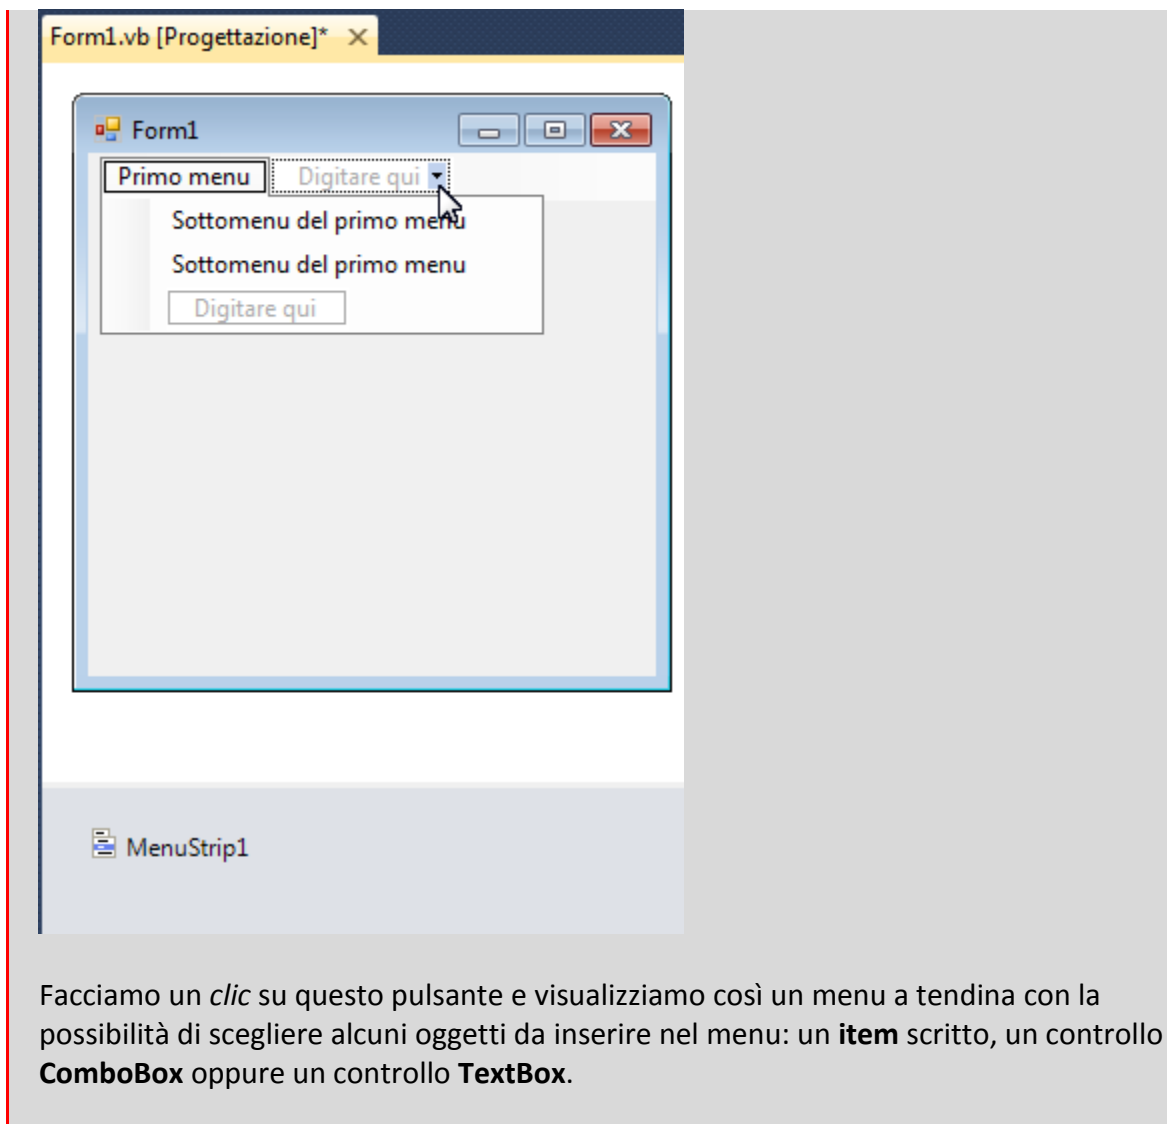 Form1.vb [Progettazione]*
Form1
Primo menu Digitare qui
Sottomenu del primo menu
Sottomenu del primo menu
Digitare qui
MenuStrip1
Facciamo un clic su questo pulsante e visualizziamo così un menu a tendina con la
possibilità di scegliere alcuni oggetti da inserire nel menu: un item scritto, un controllo
ComboBox oppure un controllo TextBox.